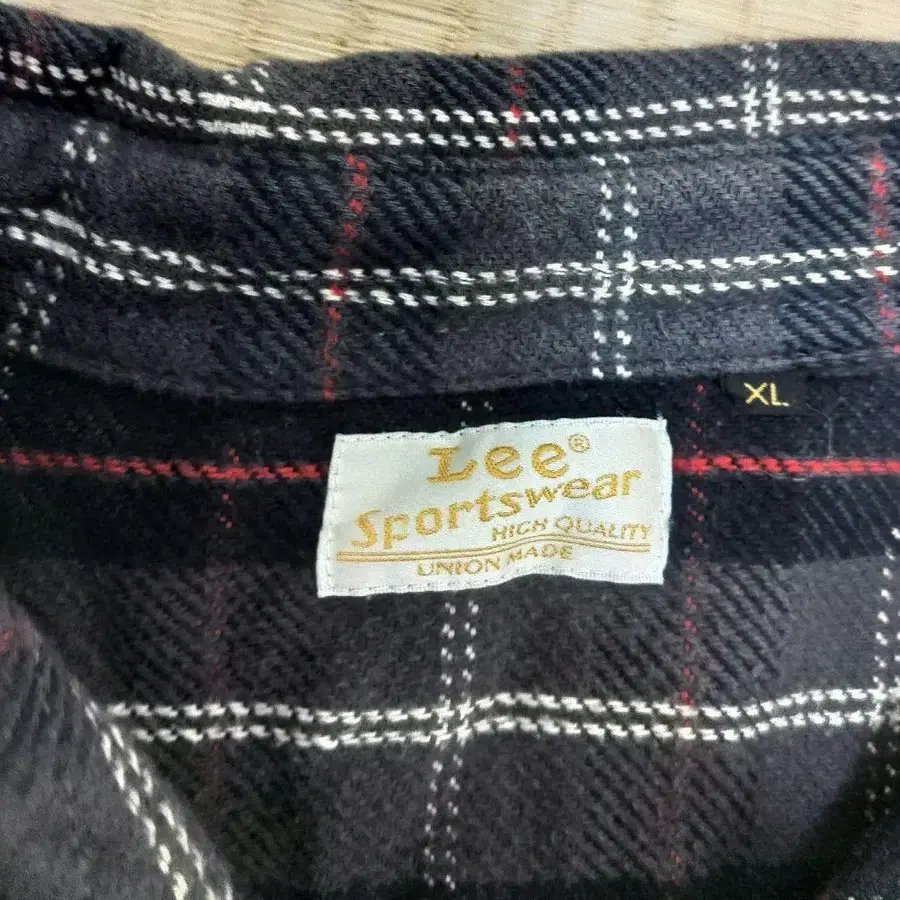 XL
Lee®
Sportswear
HIGH QUALITY
UNION MADE